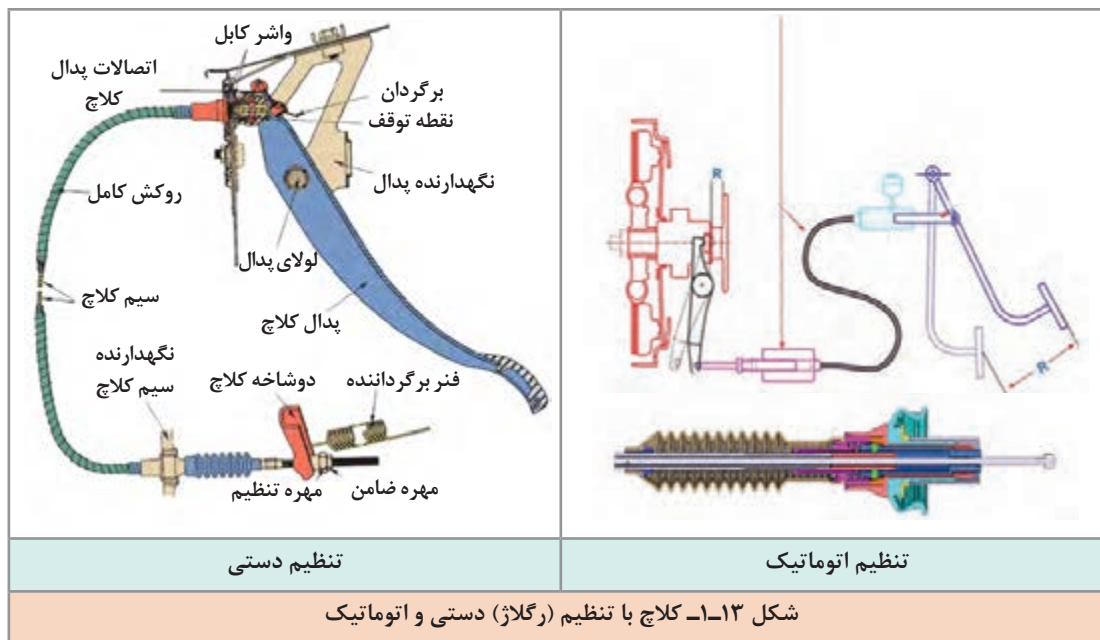 واشر کابل
اتصالات پدال
کلاچ
برگردان
نقطه توقف
نگهدارنده پدال
روکش کامل
لولای پدال
سیم کلاچ
پدال کلاچ
نگهدارنده
سیم کلاچ
دوشاخه کلاچ
فنر برگرداننده
مهره تنظیم
مهره ضامن
R
R
تنظیم دستی
تنظیم اتوماتیک
شکل ۱۳ــ۱ــ کلاچ با تنظیم (رگلاژ) دستی و اتوماتیک